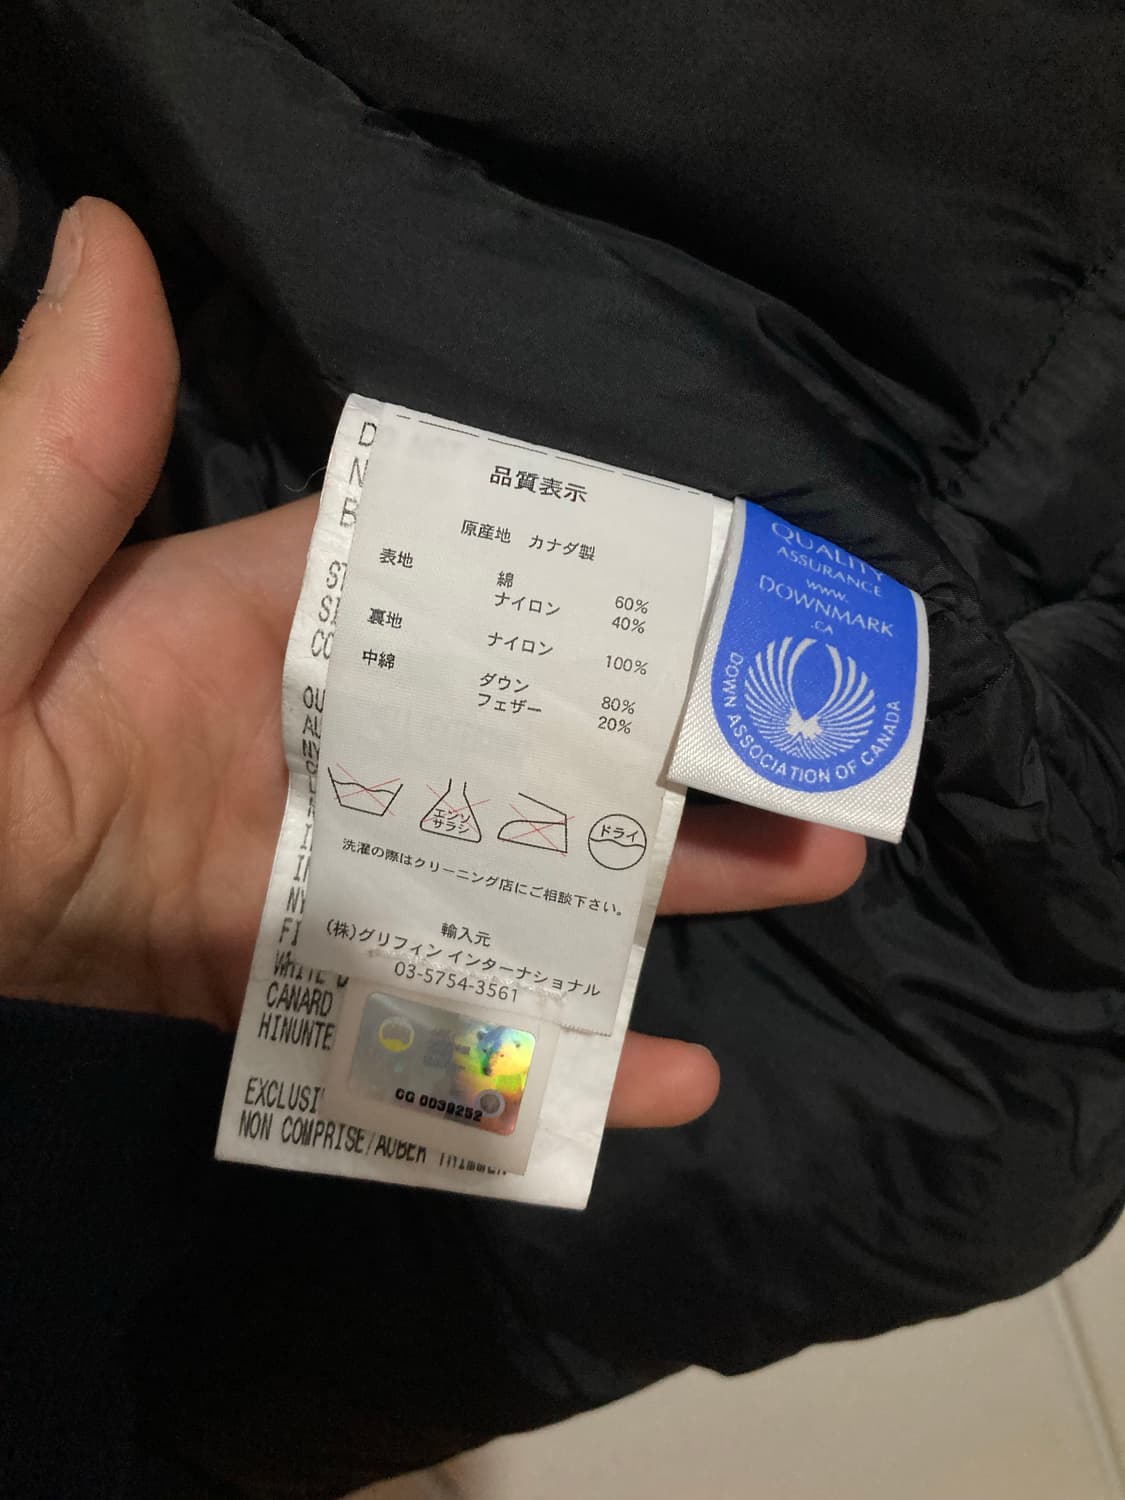 品質表示
原産地 カナダ製
表地
綿 60%
ナイロン 40%
裏地
ナイロン 100%
中綿
ダウン 80%
フェザー 20%
エンソ
サラシ
ドライ
洗濯の際はクリーニング店にご相談下さい。
輸入元
(株)グリフィン インターナショナル
03-5754-3561
CG 0039252
WHITE
CANARD
NON COMPRISE/AUBER
QUALITY
ASSURANCE
www.
DOWNMARK
.CA
DOWN ASSOCIATION OF CANADA